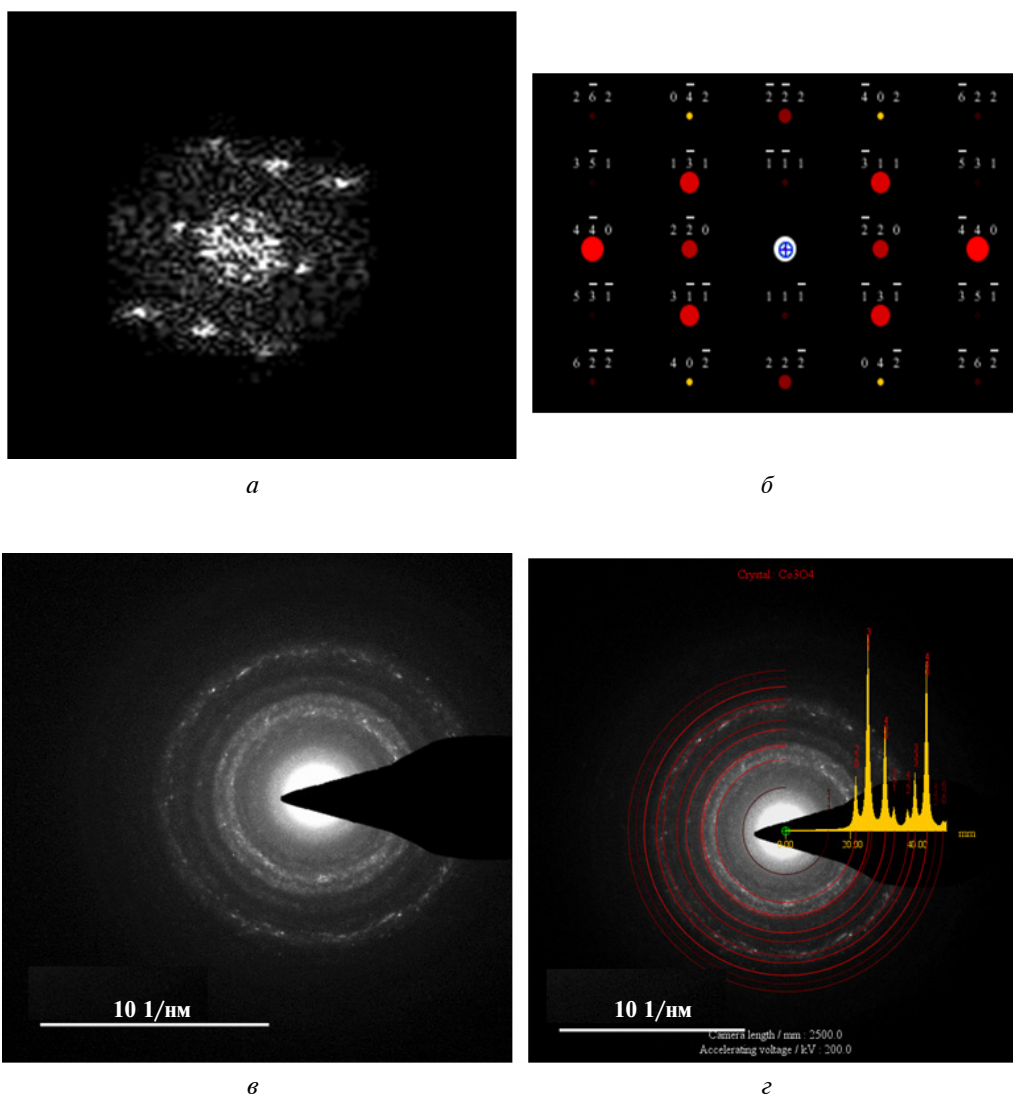 2 6̄ 2 0 4̄ 2 2̄ 2̄ 2 4̄ 0 2 6̄ 2 2
3 5̄ 1 1 3̄ 1 1̄ 1̄ 1 3̄ 1 1 5̄ 3 1
4 4̄ 0 2 2̄ 0 2̄ 2 0 4̄ 4 0
5 3̄ 1̄ 3 1̄ 1̄ 1 1 1̄ 1̄ 3 1̄ 3̄ 5 1̄
6 2̄ 2̄ 4 0 2̄ 2 2 2̄ 0 4 2̄ 2̄ 6 2̄
а
б
10 1/нм
в
Crystal : Co3O4
mm
0.00 20.00 40.00
10 1/нм
Camera length / mm : 2500.0
Accelerating voltage / kV : 200.0
г